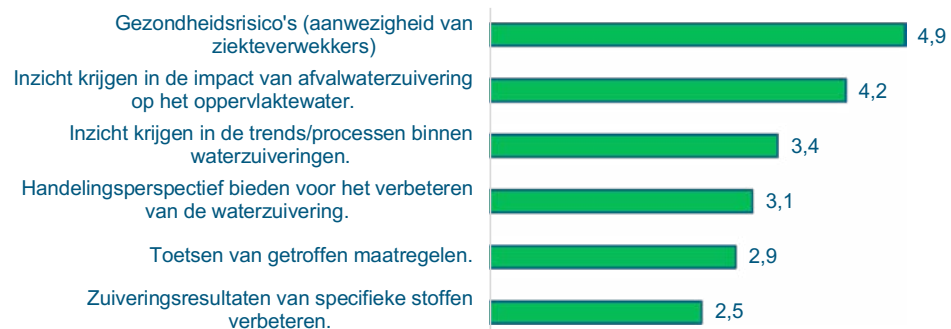 Gezondheidsrisico's (aanwezigheid van
ziekteverwekkers)
4,9
Inzicht krijgen in de impact van afvalwaterzuivering
op het oppervlaktewater.
4,2
Inzicht krijgen in de trends/processen binnen
waterzuiveringen.
3,4
Handelingsperspectief bieden voor het verbeteren
van de waterzuivering.
3,1
Toetsen van getroffen maatregelen.
2,9
Zuiveringsresultaten van specifieke stoffen
verbeteren.
2,5